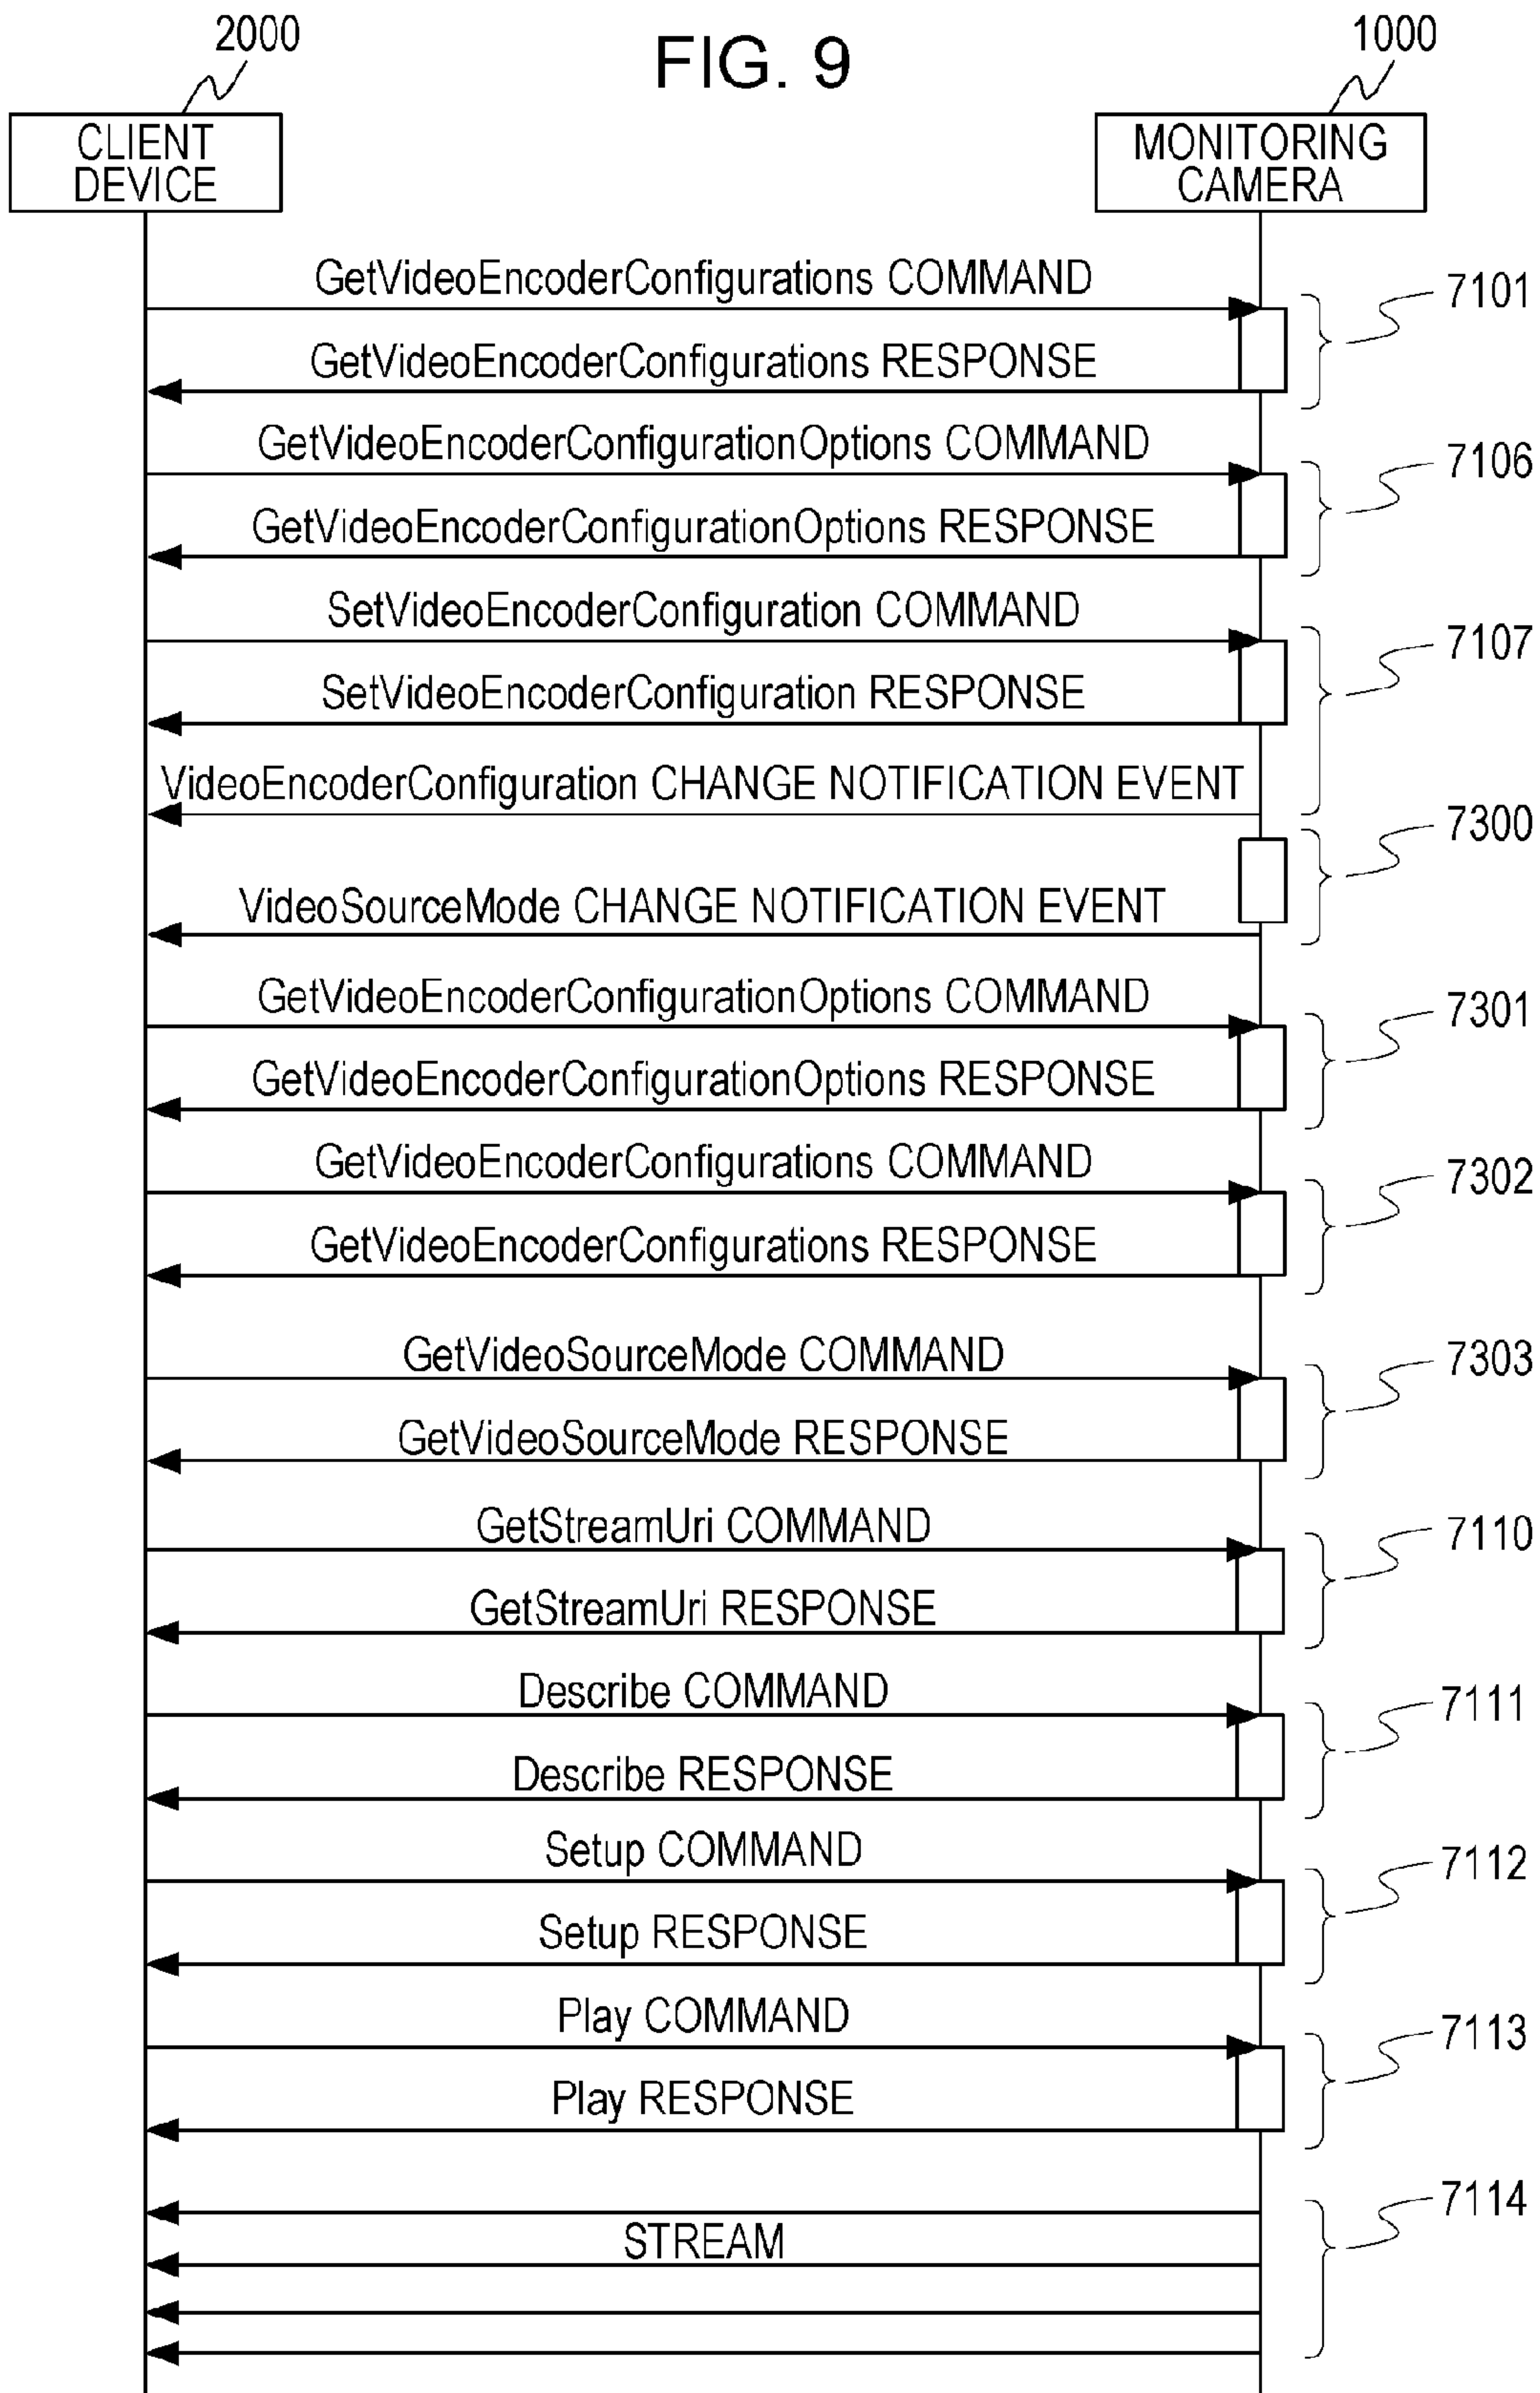 2000
FIG. 9
1000
CLIENT
DEVICE
MONITORING
CAMERA
GetVideoEncoderConfigurations COMMAND
7101
GetVideoEncoderConfigurations RESPONSE
GetVideoEncoderConfigurationOptions COMMAND
7106
GetVideoEncoderConfigurationOptions RESPONSE
SetVideoEncoderConfiguration COMMAND
7107
SetVideoEncoderConfiguration RESPONSE
VideoEncoderConfiguration CHANGE NOTIFICATION EVENT
7300
VideoSourceMode CHANGE NOTIFICATION EVENT
GetVideoEncoderConfigurationOptions COMMAND
7301
GetVideoEncoderConfigurationOptions RESPONSE
GetVideoEncoderConfigurations COMMAND
7302
GetVideoEncoderConfigurations RESPONSE
GetVideoSourceMode COMMAND
7303
GetVideoSourceMode RESPONSE
GetStreamUri COMMAND
7110
GetStreamUri RESPONSE
Describe COMMAND
7111
Describe RESPONSE
Setup COMMAND
7112
Setup RESPONSE
Play COMMAND
7113
Play RESPONSE
7114
STREAM